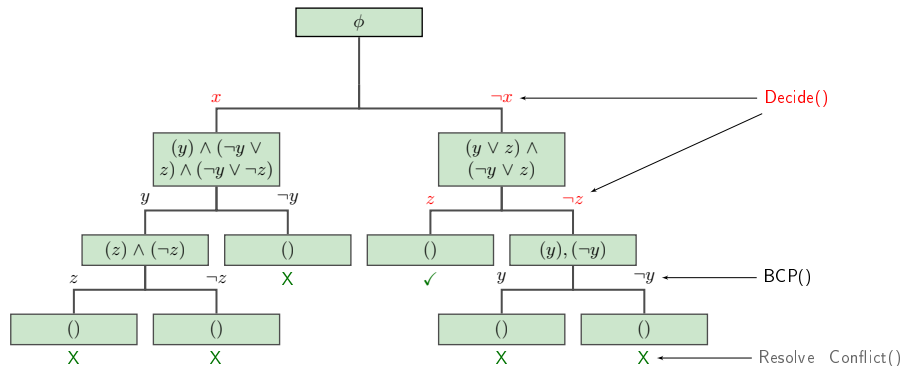 ϕ
x
¬x
Decide()
(y) ∧ (¬y ∨
z) ∧ (¬y ∨ ¬z)
(y ∨ z) ∧
(¬y ∨ z)
y
¬y
z
¬z
(z) ∧ (¬z)
()
()
(y), (¬y)
z
¬z
X
✓
y
¬y
BCP()
()
()
()
()
X
X
X
X
Resolve Conflict()